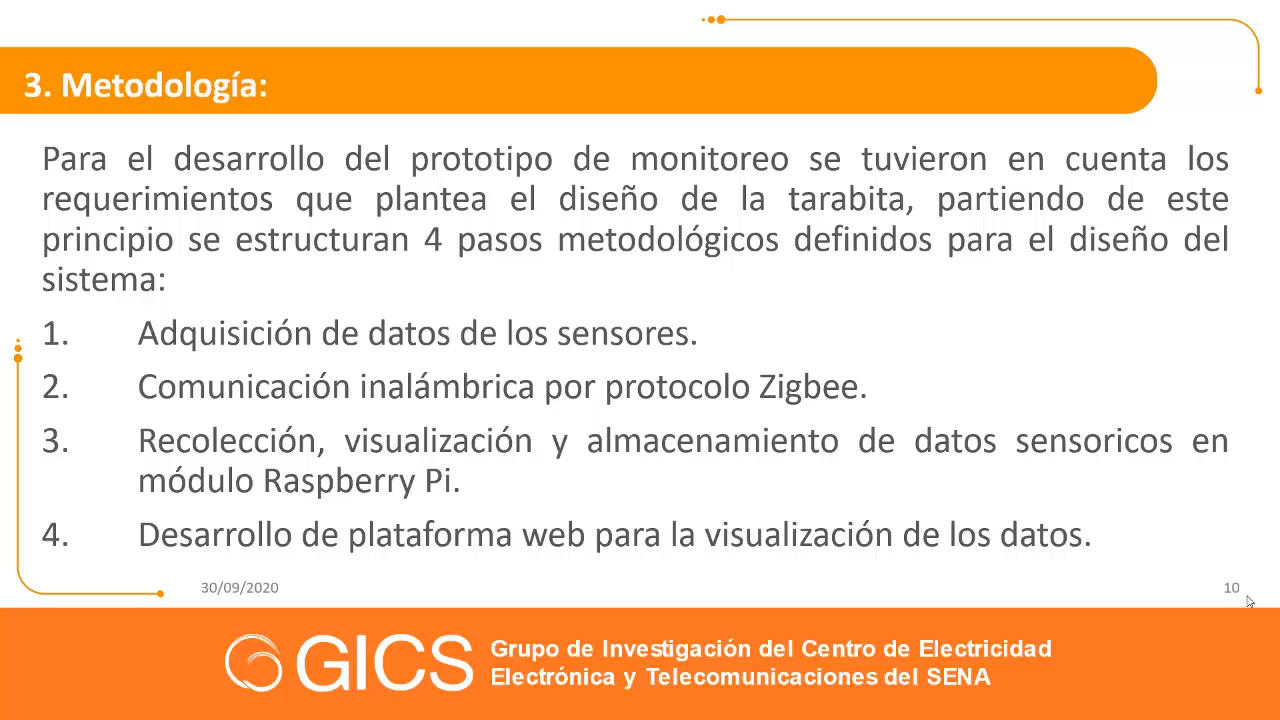 3. Metodología:
Para el desarrollo del prototipo de monitoreo se tuvieron en cuenta los
requerimientos que plantea el diseño de la tarabita, partiendo de este
principio se estructuran 4 pasos metodológicos definidos para el diseño del
sistema:
1. Adquisición de datos de los sensores.
2. Comunicación inalámbrica por protocolo Zigbee.
3. Recolección, visualización y almacenamiento de datos sensoricos en
módulo Raspberry Pi.
4. Desarrollo de plataforma web para la visualización de los datos.
30/09/2020
10
GICS
Grupo de Investigación del Centro de Electricidad
Electrónica y Telecomunicaciones del SENA